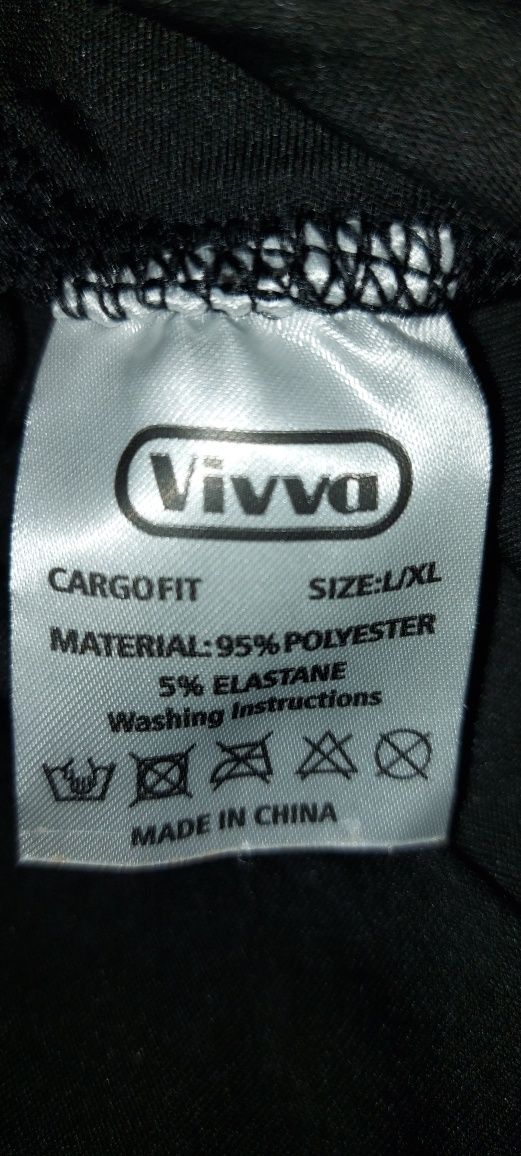 Vivva
CARGOFIT SIZE:L/XL
MATERIAL:95%POLYESTER
5% ELASTANE
Washing Instructions
MADE IN CHINA